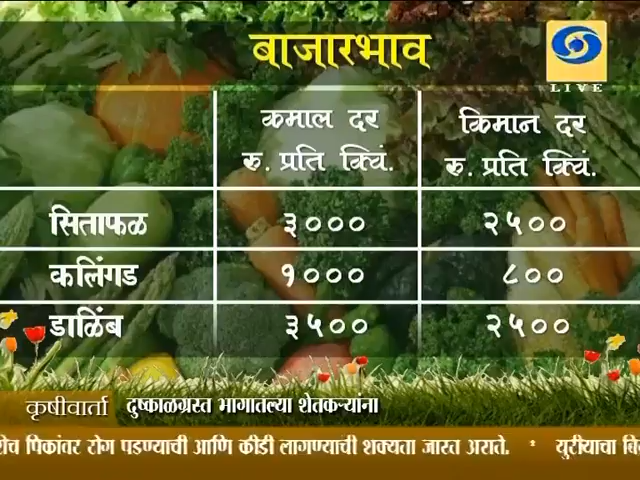 बाजारभाव
LIVE
कमाल दर किमान दर
रु. प्रति क्विं. रु. प्रति क्विं.
सिताफळ ३००० २५००
कलिंगड १००० ८००
डाळिंब ३५०० २५००
कृषीवार्ता दुष्काळग्रस्त भागातल्या शेतकऱ्यांना
पिकांवर रोग पडण्याची आणि कीडी लागण्याची शक्यता जास्त असते. * युरीयाचा